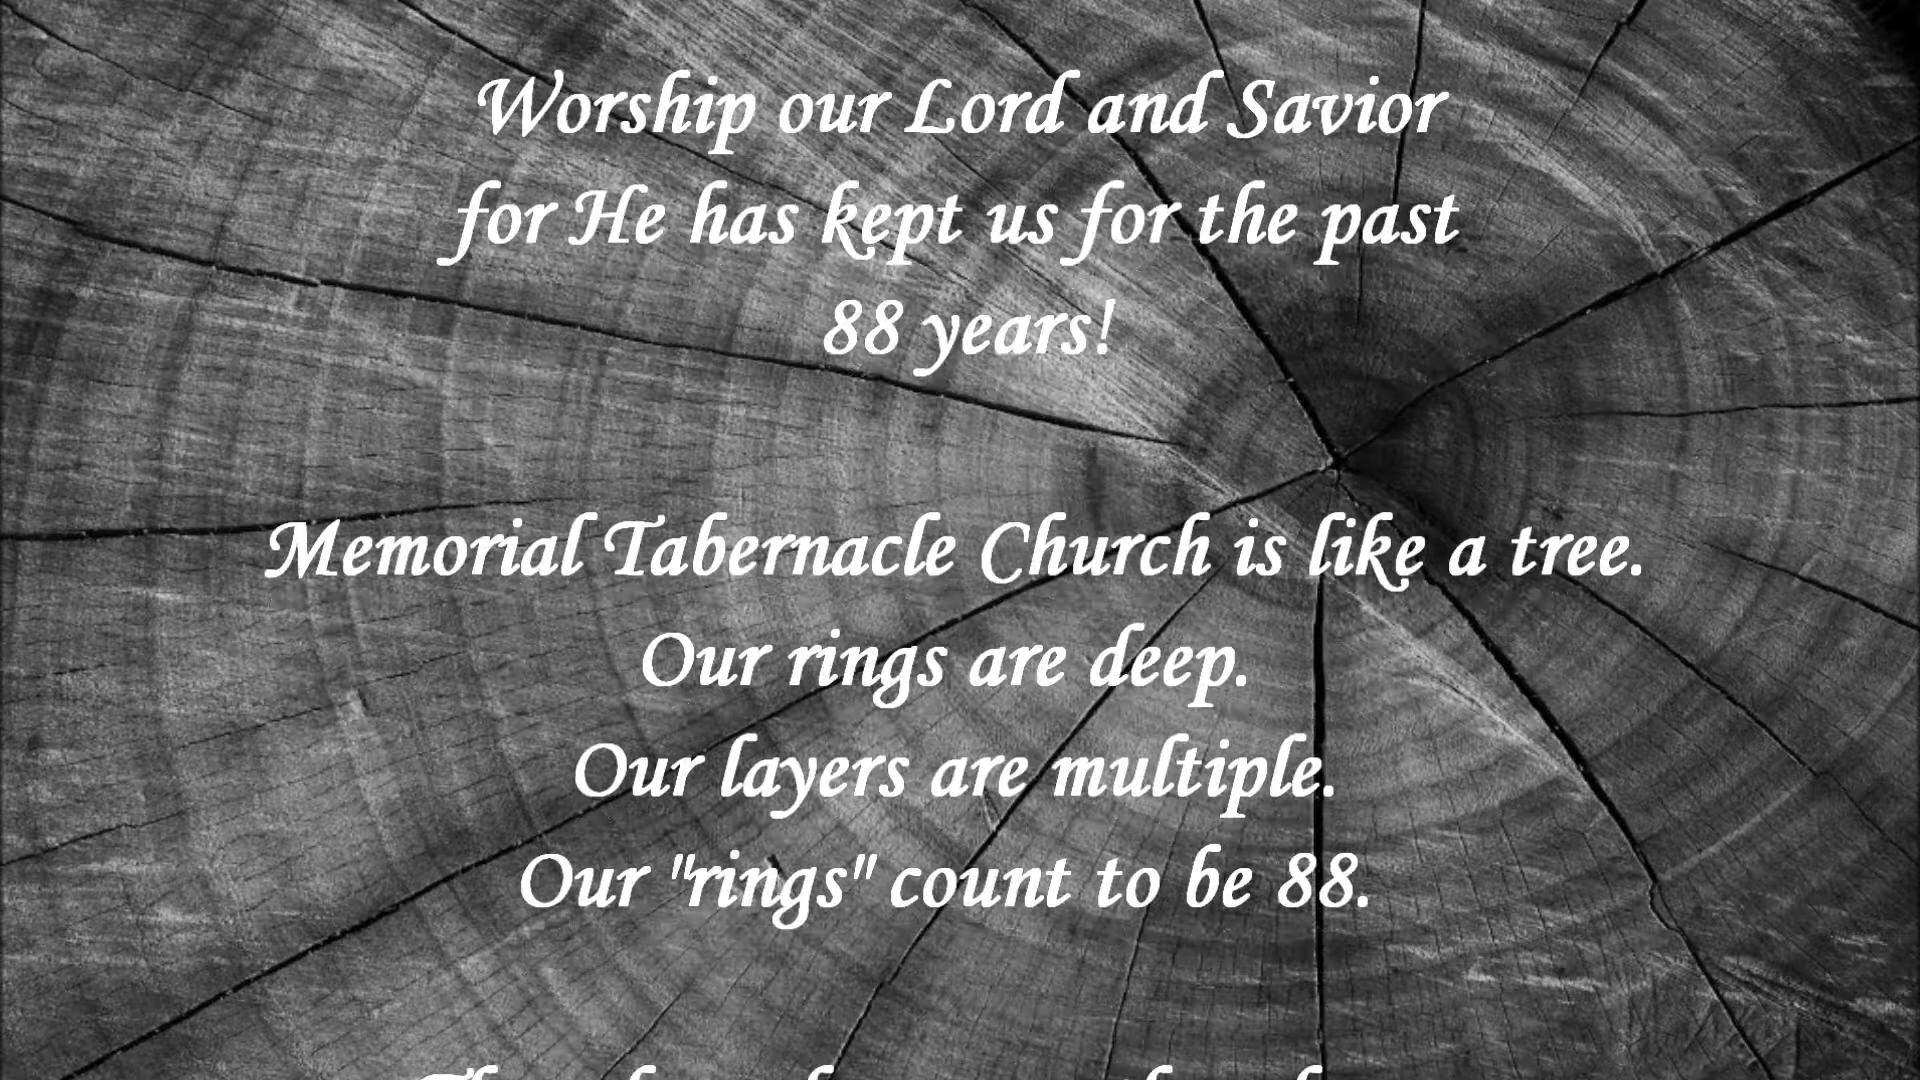 Worship our Lord and Savior
for He has kept us for the past
88 years!
Memorial Tabernacle Church is like a tree.
Our rings are deep.
Our layers are multiple.
Our "rings" count to be 88.